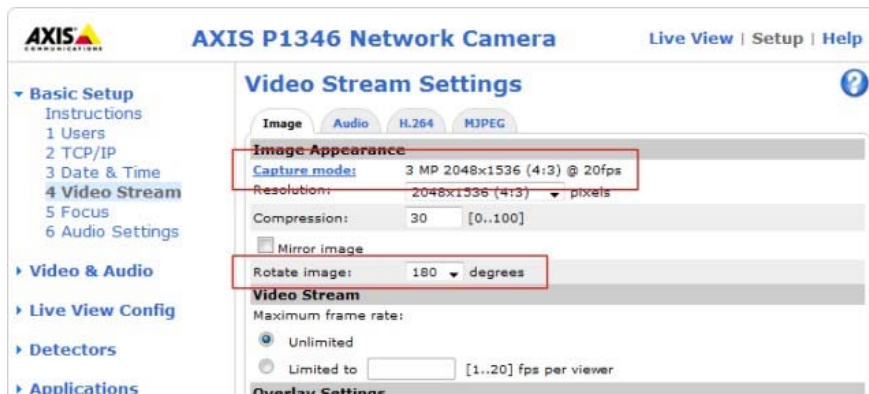 AXIS
COMMUNICATIONS
AXIS P1346 Network Camera
Live View | Setup | Help
Basic Setup
Instructions
1 Users
2 TCP/IP
3 Date & Time
4 Video Stream
5 Focus
6 Audio Settings
Video & Audio
Live View Config
Detectors
Applications
Video Stream Settings
?
Image
Audio
H.264
MJPEG
Image Appearance
Capture mode: 3 MP 2048x1536 (4:3) @ 20fps
Resolution: 2048x1536 (4:3) pixels
Compression: 30 [0..100]
Mirror image
Rotate image: 180 degrees
Video Stream
Maximum frame rate:
Unlimited
Limited to [1..20] fps per viewer
Overlay Settings